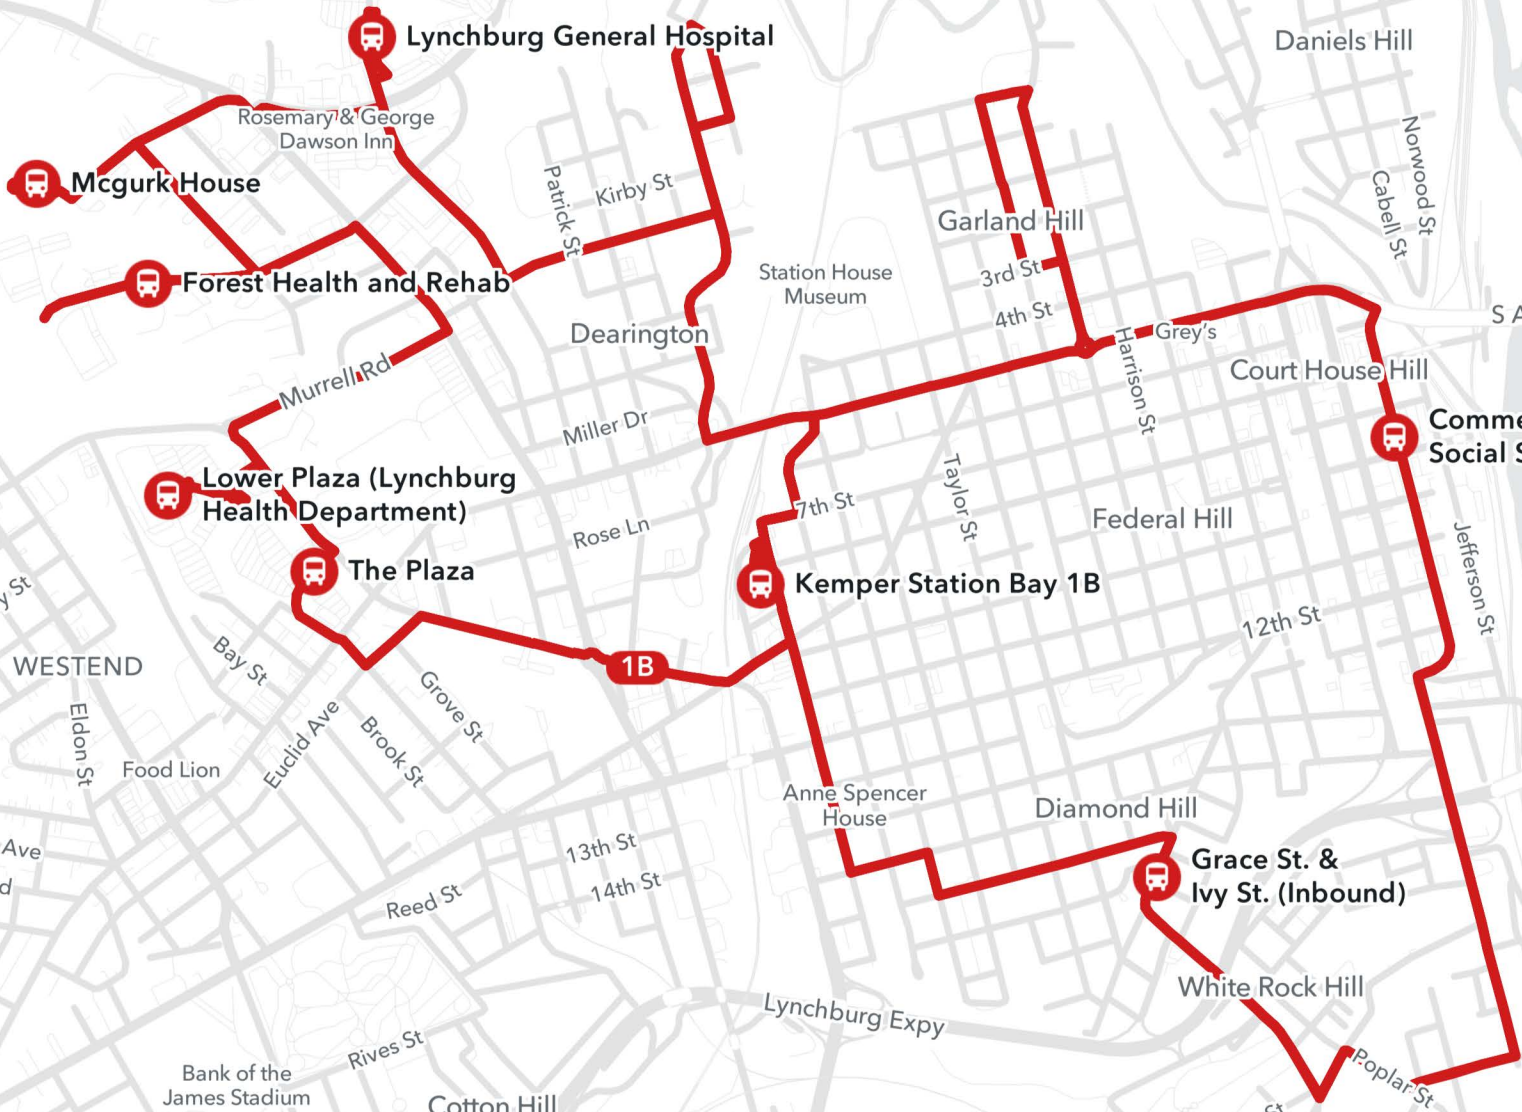 Lynchburg General Hospital
Daniels Hill
Rosemary & George
Dawson Inn
Norwood St
Cabell St
Mcgurk House
Patrick St
Kirby St
Garland Hill
3rd St
4th St
Station House
Museum
Forest Health and Rehab
Dearington
Harrison St
Grey's
S A
Court House Hill
Murrell Rd
Miller Dr
Comme
Social S
Lower Plaza (Lynchburg
Health Department)
Taylor St
7th St
Federal Hill
Rose Ln
Jefferson St
The Plaza
Kemper Station Bay 1B
y St
12th St
WESTEND
Bay St
1B
Grove St
Eldon St
Euclid Ave
Brook St
Food Lion
Anne Spencer
House
Diamond Hill
Ave
13th St
14th St
Grace St. &
Ivy St. (Inbound)
d
Reed St
White Rock Hill
Lynchburg Expy
Rives St
Poplar St
Bank of the
James Stadium
Cotton Hill
St